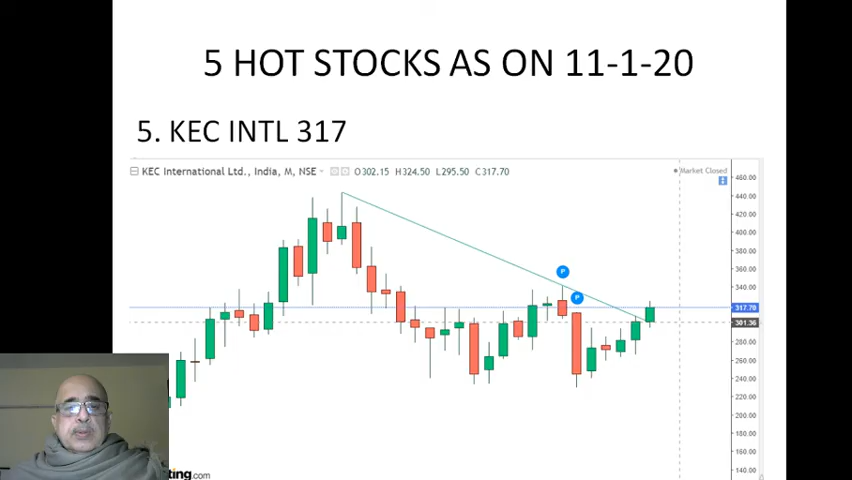 5 HOT STOCKS AS ON 11-1-20
5. KEC INTL 317
KEC International Ltd., India, M, NSE O302.15 H324.50 L295.50 C317.70
Market Closed
460.00
440.00
420.00
400.00
380.00
360.00
340.00
317.70
301.36
280.00
260.00
240.00
220.00
200.00
180.00
160.00
140.00
P
P
ting.com